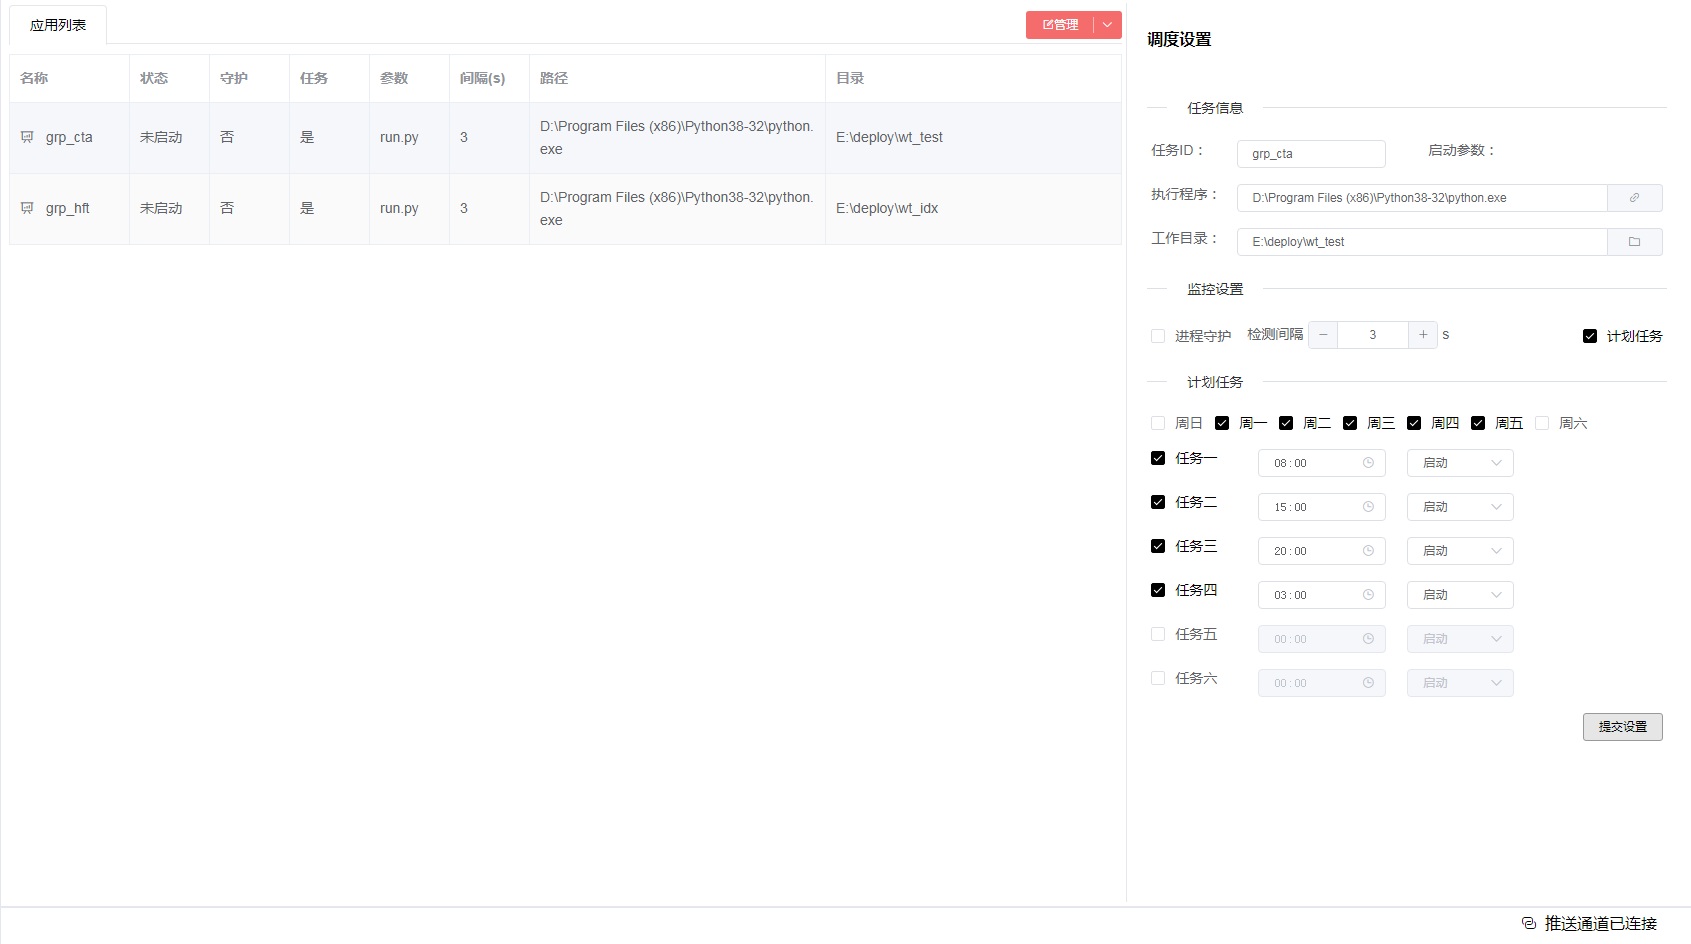 应用列表
管理
名称 状态 守护 任务 参数 间隔(s) 路径 目录
grp_cta 未启动 否 是 run.py 3 D:\Program Files (x86)\Python38-32\python.
exe E:\deploy\wt_test
grp_hft 未启动 否 是 run.py 3 D:\Program Files (x86)\Python38-32\python.
exe E:\deploy\wt_idx
调度设置
任务信息
任务ID： grp_cta 启动参数：
执行程序： D:\Program Files (x86)\Python38-32\python.exe
工作目录： E:\deploy\wt_test
监控设置
进程守护 检测间隔 − 3 + s 计划任务
计划任务
周日 周一 周二 周三 周四 周五 周六
任务一 08:00 启动
任务二 15:00 启动
任务三 20:00 启动
任务四 03:00 启动
任务五 00:00 启动
任务六 00:00 启动
提交设置
推送通道已连接